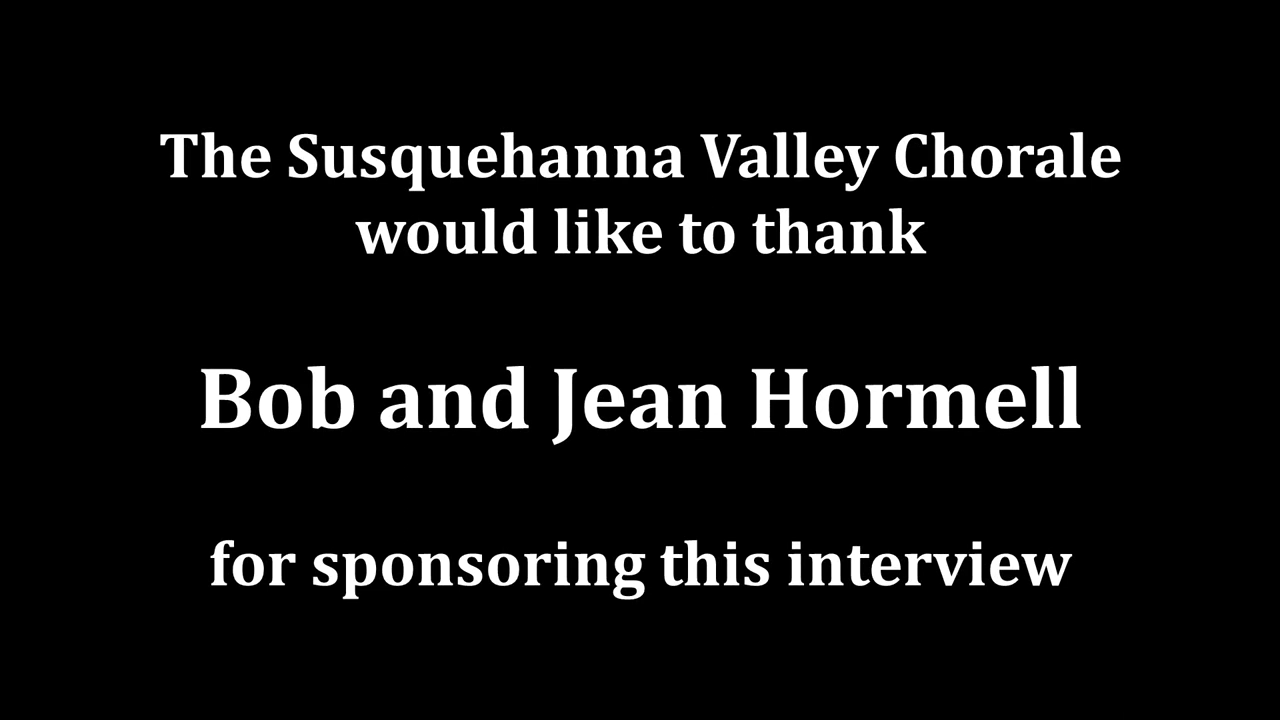 The Susquehanna Valley Chorale
would like to thank
Bob and Jean Hormell
for sponsoring this interview